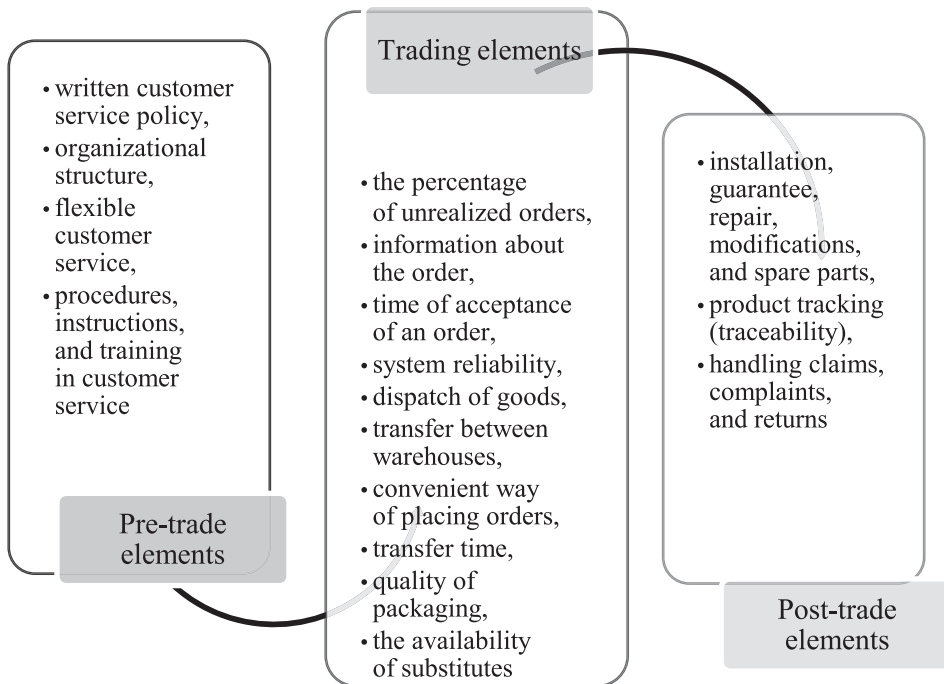 • written customer
service policy,
• organizational
structure,
• flexible
customer
service,
• procedures,
instructions,
and training
in customer
service
Pre-trade
elements
Trading elements
• the percentage
of unrealized orders,
• information about
the order,
• time of acceptance
of an order,
• system reliability,
• dispatch of goods,
• transfer between
warehouses,
• convenient way
of placing orders,
• transfer time,
• quality of
packaging,
• the availability
of substitutes
• installation,
guarantee,
repair,
modifications,
and spare parts,
• product tracking
(traceability),
• handling claims,
complaints,
and returns
Post-trade
elements